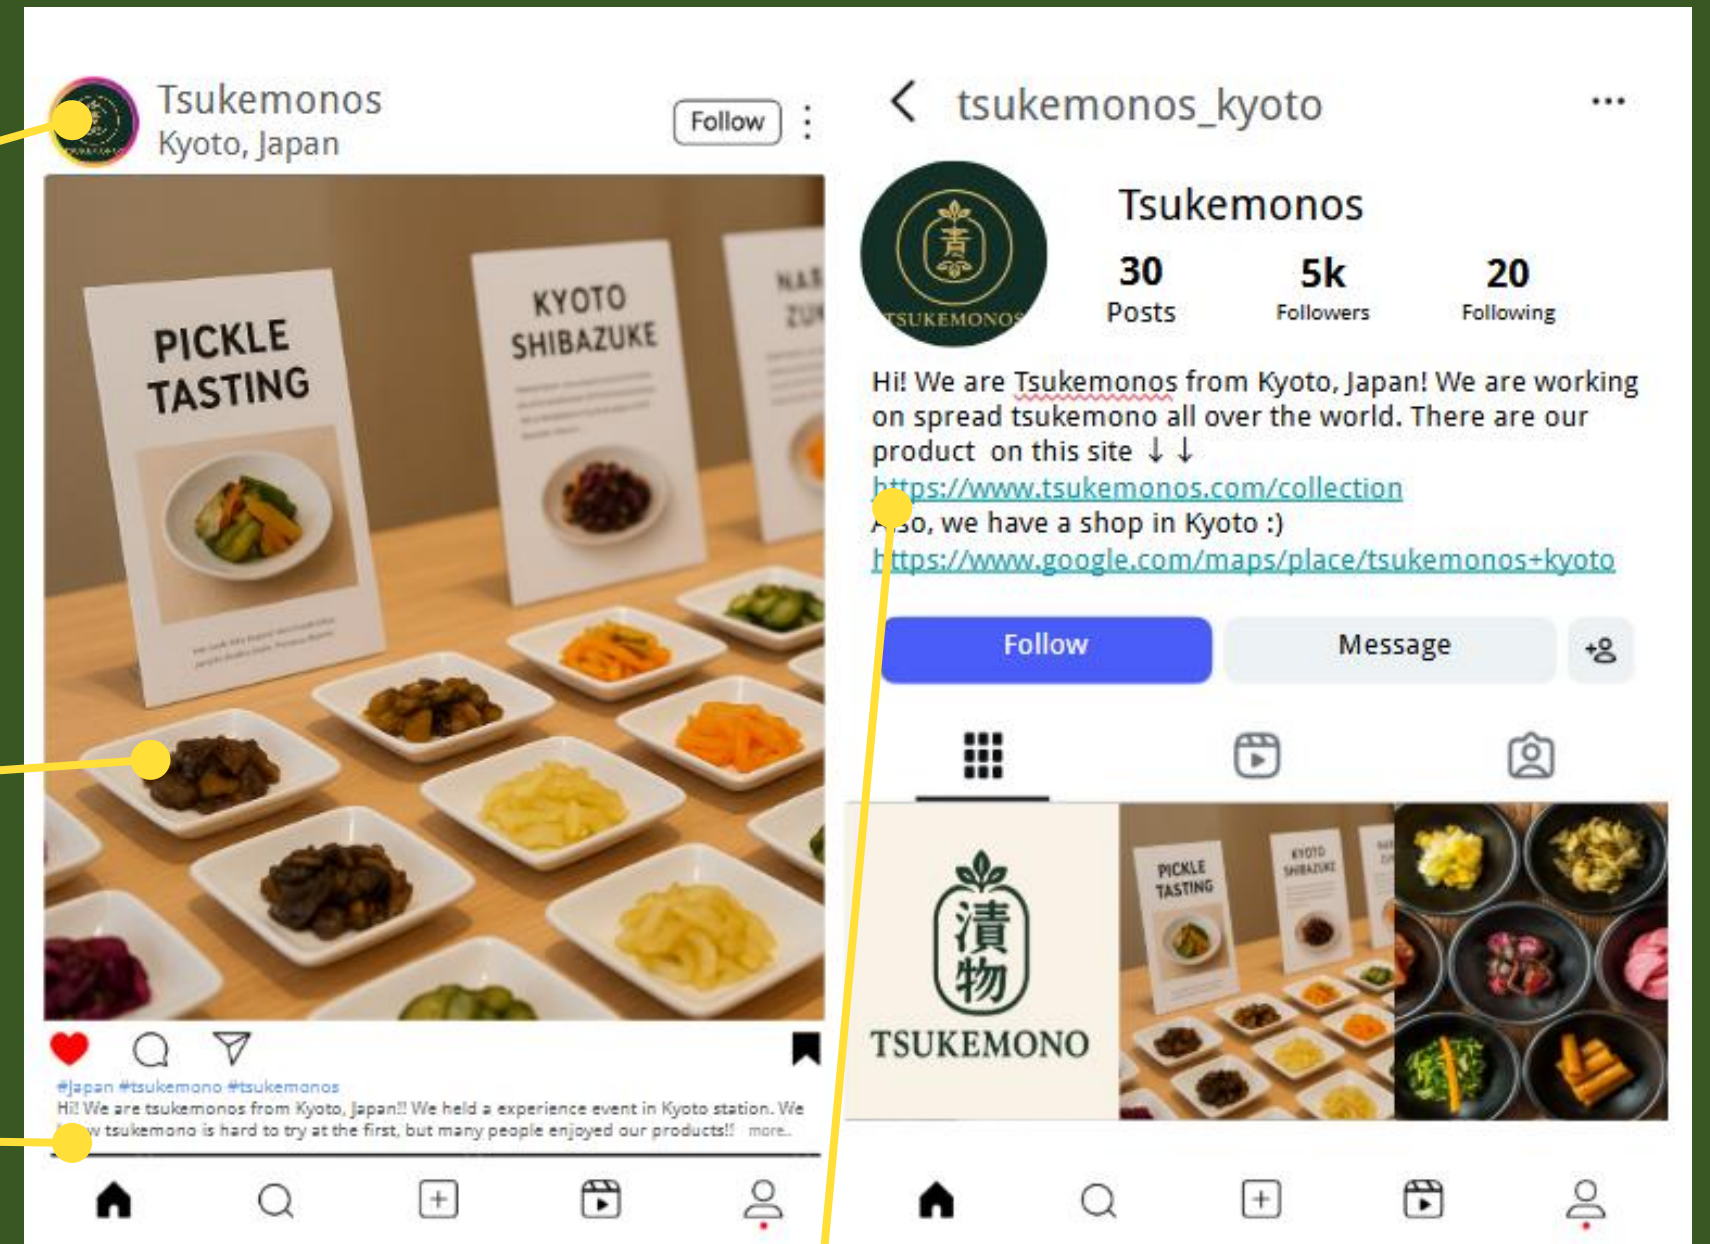 Tsukemonos
Kyoto, Japan
Follow
PICKLE
TASTING
KYOTO
SHIBAZUKE
#Japan #tsukemono #tsukemonos
Hi! We are tsukemonos from Kyoto, Japan!! We held a experience event in Kyoto station. We
tsukemono is hard to try at the first, but many people enjoyed our products!! more..
tsukemonos_kyoto
TSUKEMONOS
Tsukemonos
30
5k
20
Posts
Followers
Following
Hi! We are Tsukemonos from Kyoto, Japan! We are working
on spread tsukemono all over the world. There are our
product on this site ↓ ↓
https://www.tsukemonos.com/collection
Also, we have a shop in Kyoto :)
https://www.google.com/maps/place/tsukemonos+kyoto
Follow
Message
漬
物
TSUKEMONO
PICKLE
TASTING
KYOTO
SHIBAZUKE